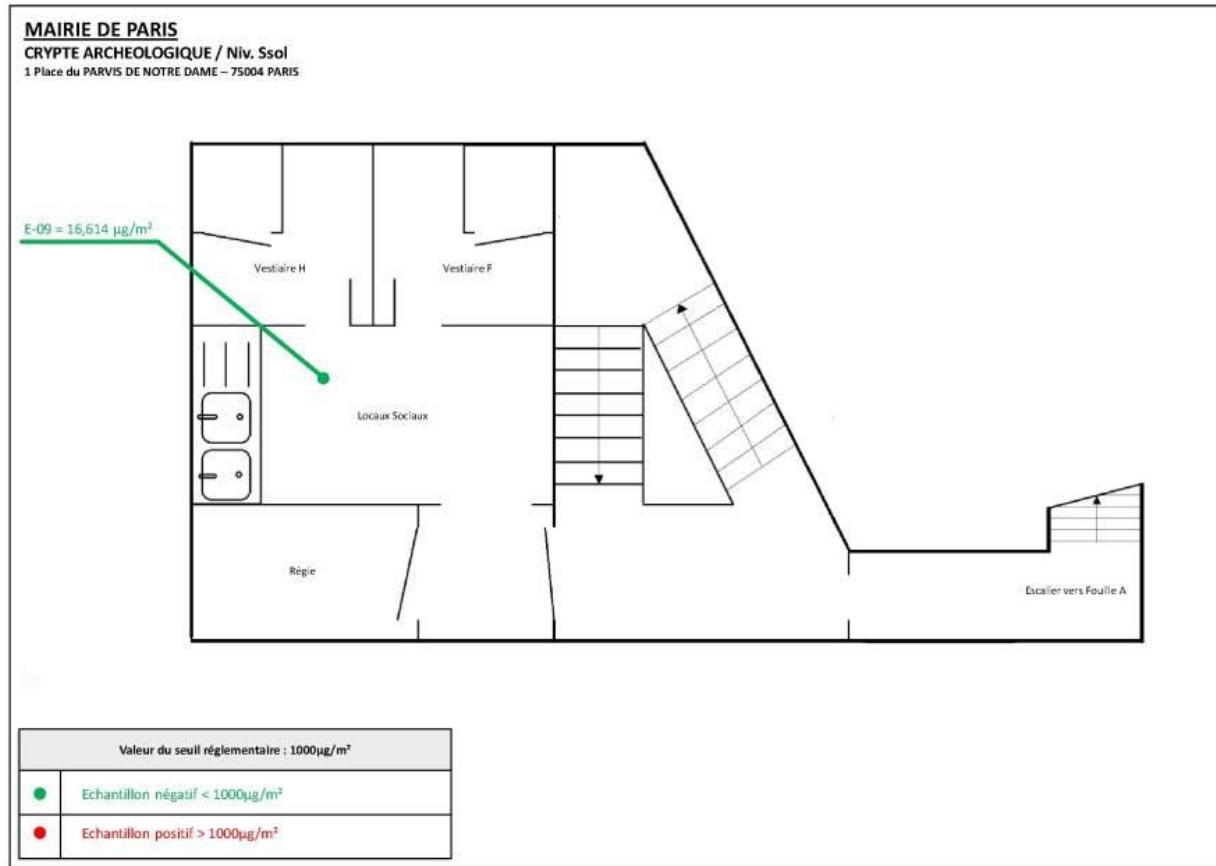 MAIRIE DE PARIS
CRYPTE ARCHEOLOGIQUE / Niv. Ssol
1 Place du PARVIS DE NOTRE DAME – 75004 PARIS
E-09 = 16,614 µg/m²
Vestiaire H
Vestiaire F
Locaux Sociaux
Règie
Escalier vers Fouille A
Valeur du seuil réglementaire : 1000µg/m²
Echantillon négatif < 1000µg/m²
Echantillon positif > 1000µg/m²